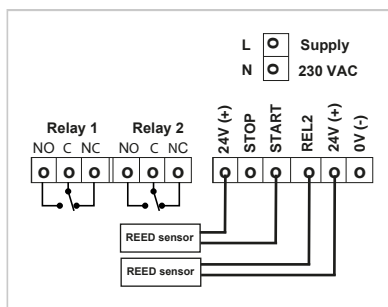 L Supply
N 230 VAC
Relay 1 Relay 2
NO C NC NO C NC
24V (+) STOP START REL2 24V (+) 0V (-)
REED sensor
REED sensor